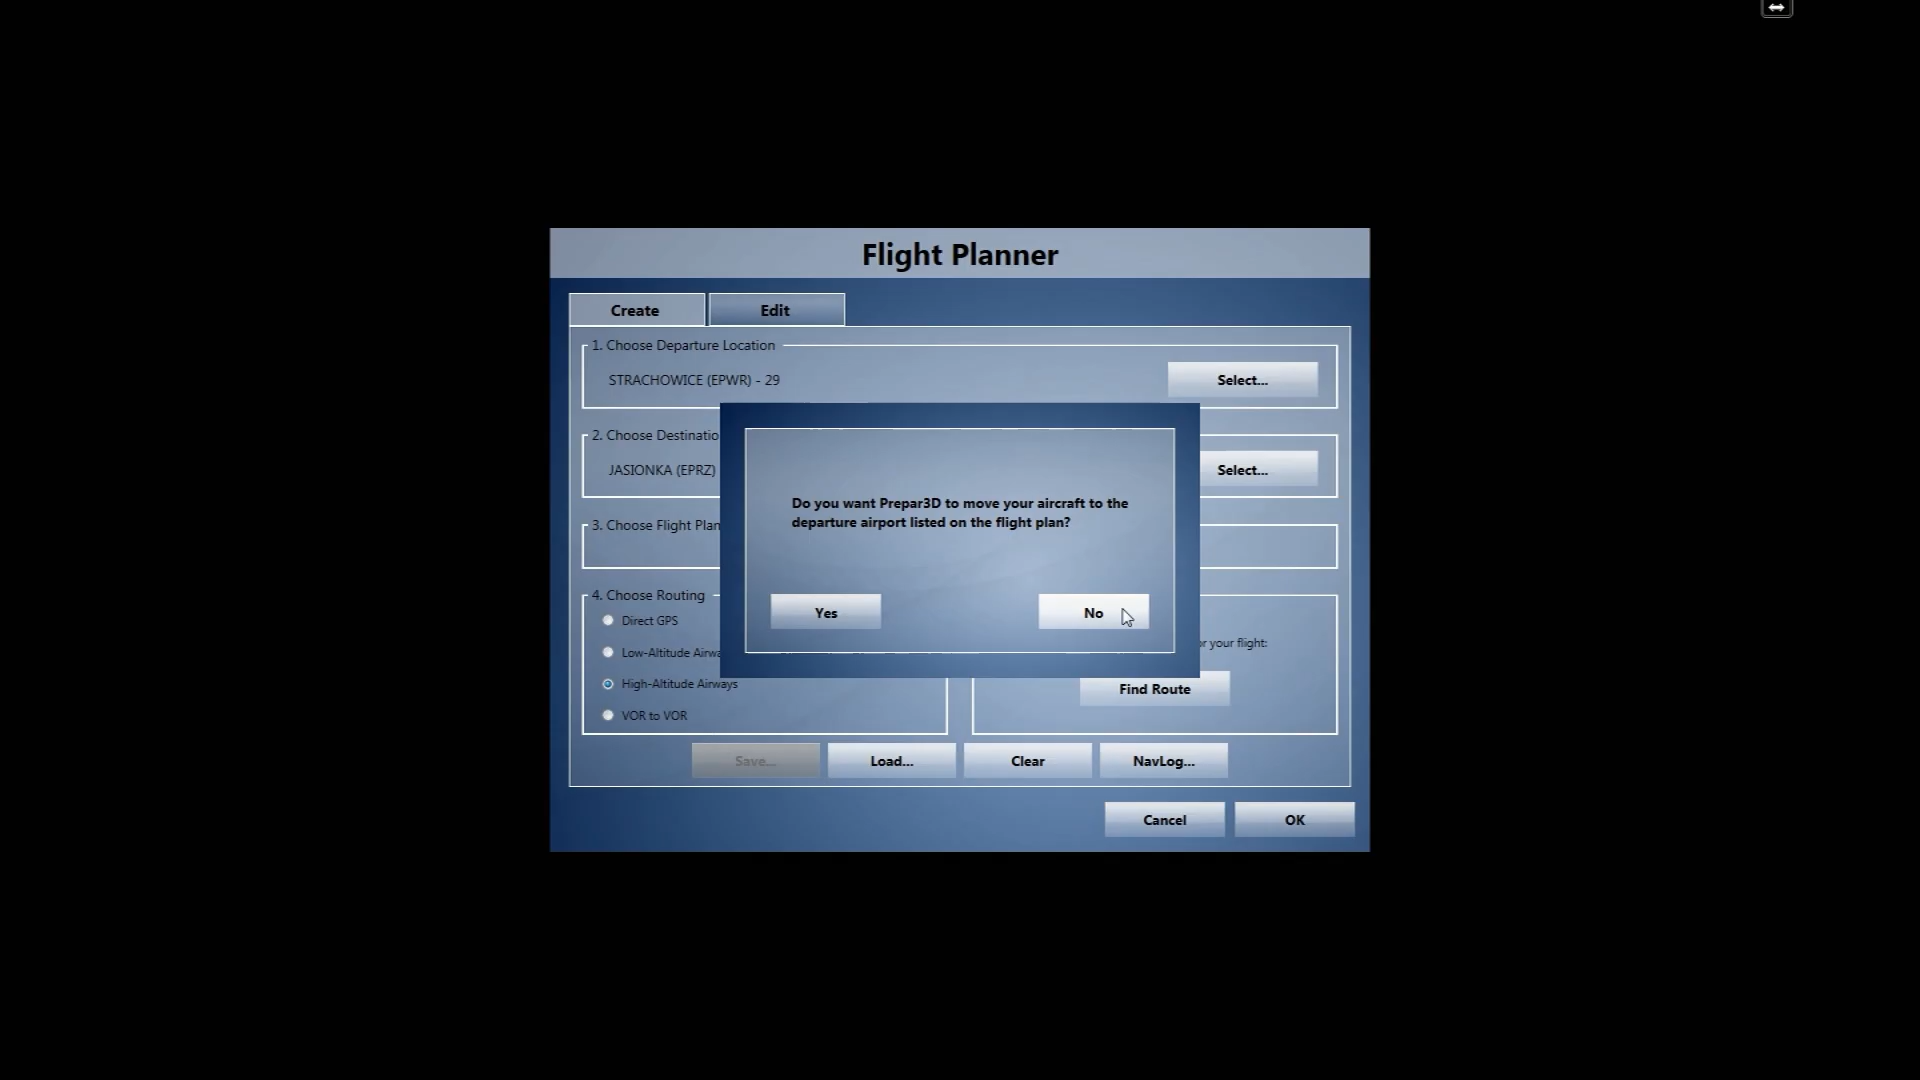 Flight Planner
Create
Edit
1. Choose Departure Location
STRACHOWICE (EPWR) - 29
Select...
2. Choose Destinatio
JASIONKA (EPRZ)
Select...
3. Choose Flight Plan
Do you want Prepar3D to move your aircraft to the
departure airport listed on the flight plan?
Yes
No
4. Choose Routing
Direct GPS
Low-Altitude Airwa
High-Altitude Airways
VOR to VOR
or your flight:
Find Route
Save...
Load...
Clear
NavLog...
Cancel
OK